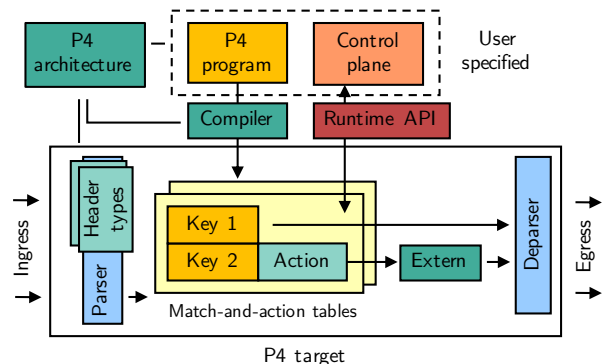 P4
architecture
P4
program
Control
plane
User
specified
Compiler
Runtime API
Ingress
Header
types
Parser
Key 1
Key 2
Action
Match-and-action tables
Extern
Deparser
Egress
P4 target